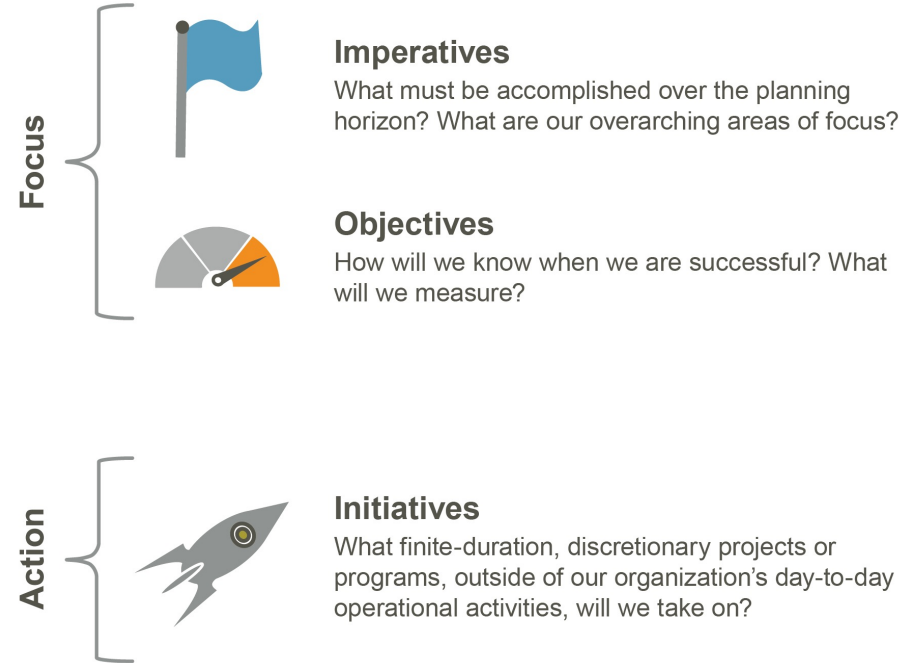 Focus
Imperatives
What must be accomplished over the planning
horizon? What are our overarching areas of focus?
Objectives
How will we know when we are successful? What
will we measure?
Action
Initiatives
What finite-duration, discretionary projects or
programs, outside of our organization’s day-to-day
operational activities, will we take on?